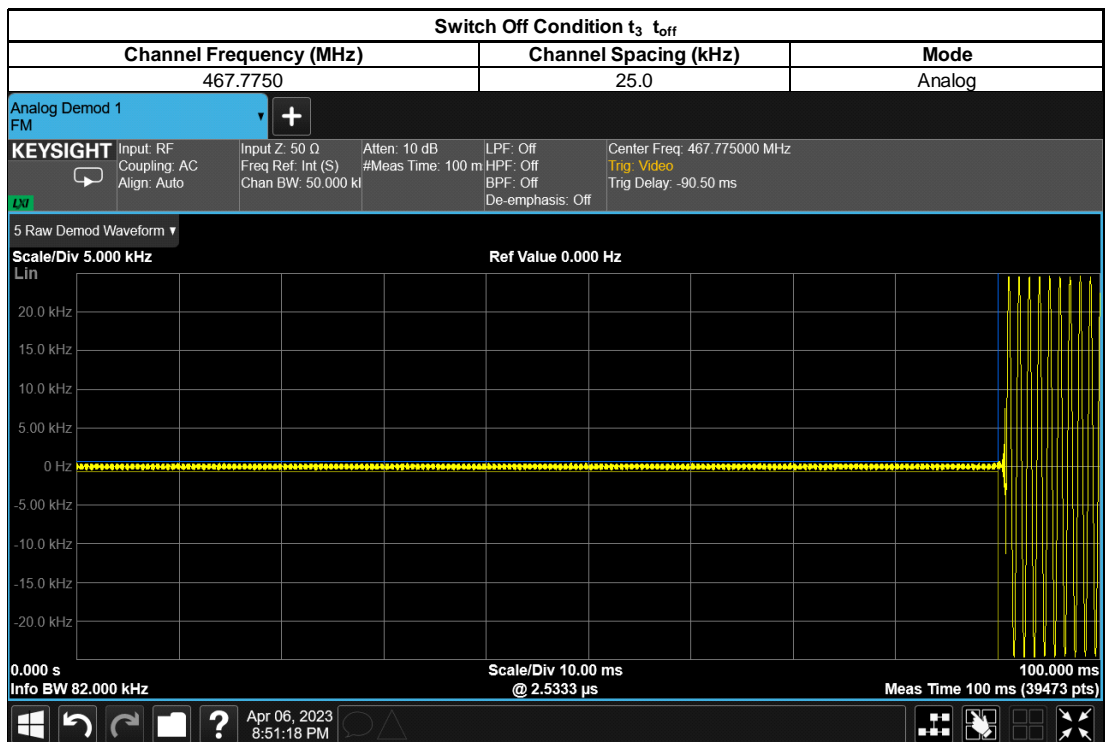 Switch Off Condition t3 toff
Channel Frequency (MHz) Channel Spacing (kHz) Mode
467.7750 25.0 Analog
Analog Demod 1
FM
+
KEYSIGHT Input: RF Input Z: 50 Ω Atten: 10 dB LPF: Off Center Freq: 467.775000 MHz
Coupling: AC Freq Ref: Int (S) #Meas Time: 100 m HPF: Off Trig: Video
Align: Auto Chan BW: 50.000 kl BPF: Off Trig Delay: -90.50 ms
LXI De-emphasis: Off
5 Raw Demod Waveform ▼
Scale/Div 5.000 kHz Ref Value 0.000 Hz
Lin
20.0 kHz
15.0 kHz
10.0 kHz
5.00 kHz
0 Hz
-5.00 kHz
-10.0 kHz
-15.0 kHz
-20.0 kHz
0.000 s Scale/Div 10.00 ms 100.000 ms
Info BW 82.000 kHz @ 2.5333 µs Meas Time 100 ms (39473 pts)
? Apr 06, 2023
8:51:18 PM